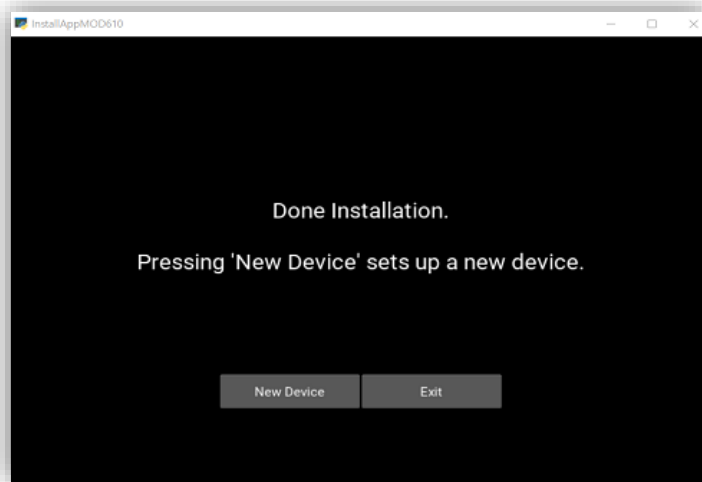 InstallAppMOD610
Done Installation.
Pressing 'New Device' sets up a new device.
New Device
Exit